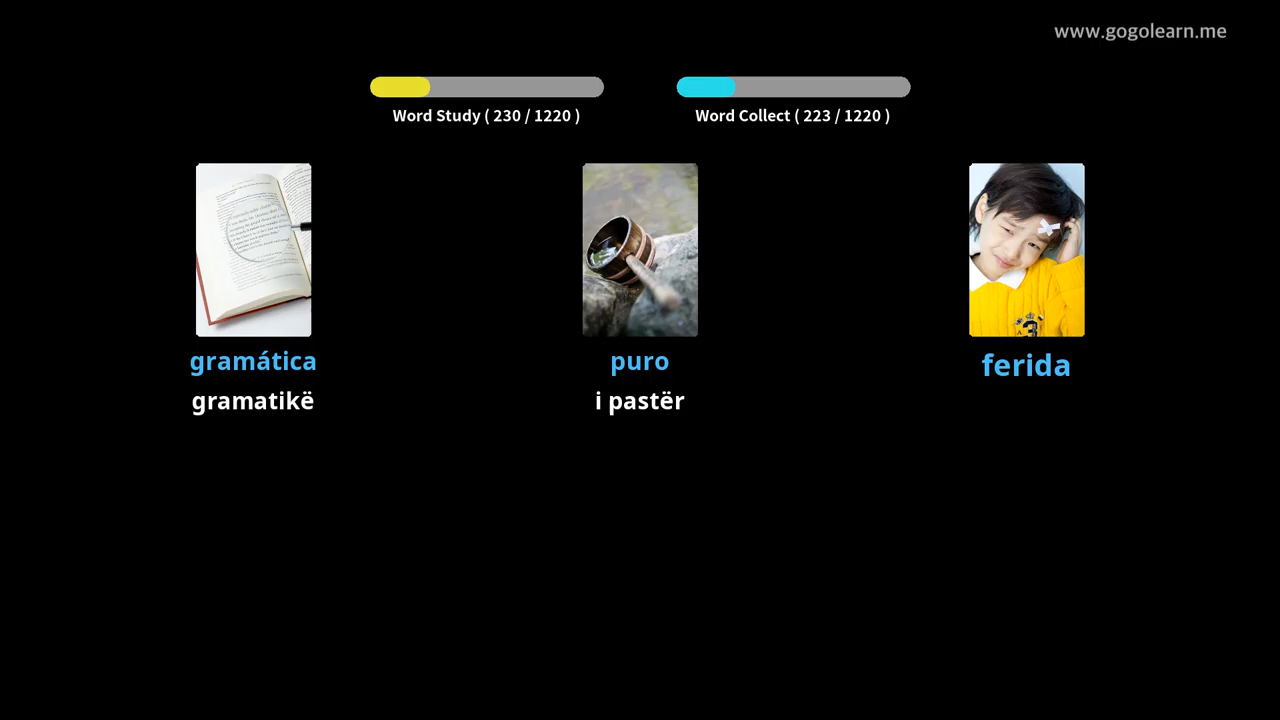 www.gogolearn.me
Word Study ( 230 / 1220 )
Word Collect ( 223 / 1220 )
gramática
puro
ferida
gramatikë
i pastër